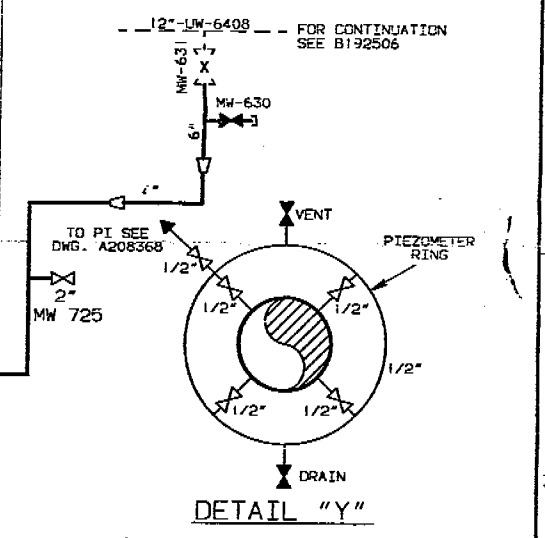 12"-UW-6408
FOR CONTINUATION
SEE B192506
MW-631
X
MW-630
6"
TO PI SEE
DWG. A208368
VENT
PIEZOMETER
RING
1/2"
1/2"
1/2"
2"
MW 725
1/2"
1/2"
1/2"
DRAIN
DETAIL "Y"